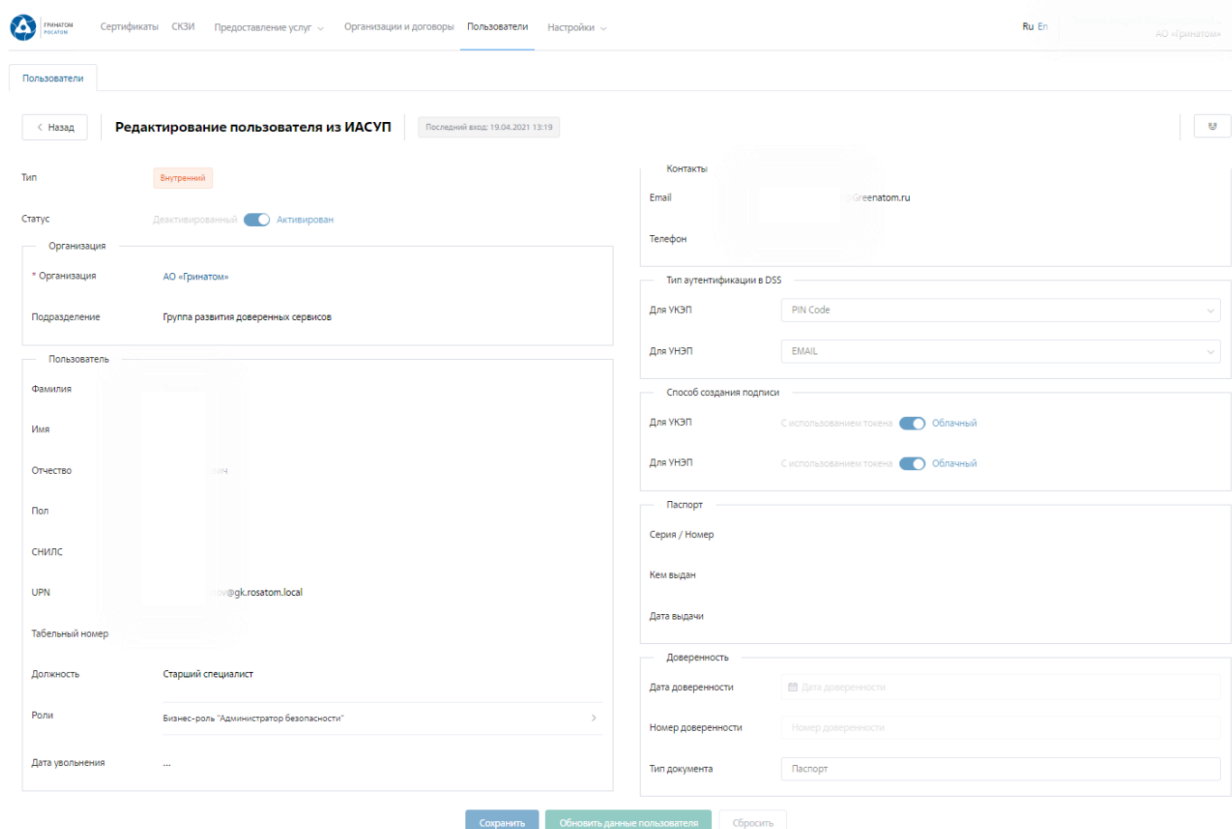 ГРИНАТОМ
РОСАТОМ
Сертификаты СКЗИ Предоставление услуг Организации и договоры Пользователи Настройки Ru En
АО «Гринатом»
Пользователи
Назад Редактирование пользователя из ИАСУП Последний вход: 19.04.2021 13:19
Тип Внутренний
Статус Деактивированный Активирован
Организация
* Организация АО «Гринатом»
Подразделение Группа развития доверенных сервисов
Пользователь
Фамилия
Имя
Отчество
Пол
СНИЛС
UPN @gk.rosatom.local
Табельный номер
Должность Старший специалист
Роли Бизнес-роль "Администратор безопасности"
Дата увольнения ...
Контакты
Email @Greenatom.ru
Телефон
Тип аутентификации в DSS
Для УКЭП PIN Code
Для УНЭП EMAIL
Способ создания подписи
Для УКЭП С использованием токена Облачный
Для УНЭП С использованием токена Облачный
Паспорт
Серия / Номер
Кем выдан
Дата выдачи
Доверенность
Дата доверенности Дата доверенности
Номер доверенности Номер доверенности
Тип документа Паспорт
Сохранить Обновить данные пользователя Сбросить